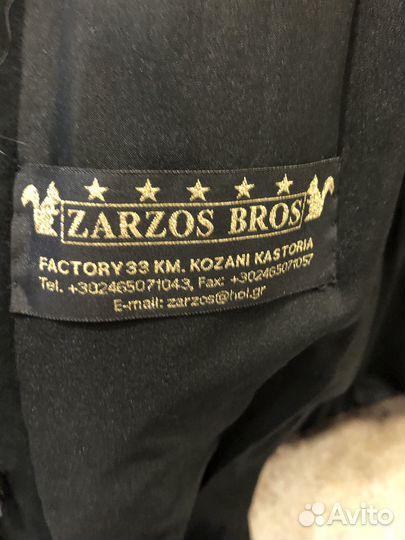 ZARZOS BROS
FACTORY 33 KM. KOZANI KASTORIA
Tel. +302465071043, Fax: +302465071057
E-mail: zarzos@hol.gr
Avito